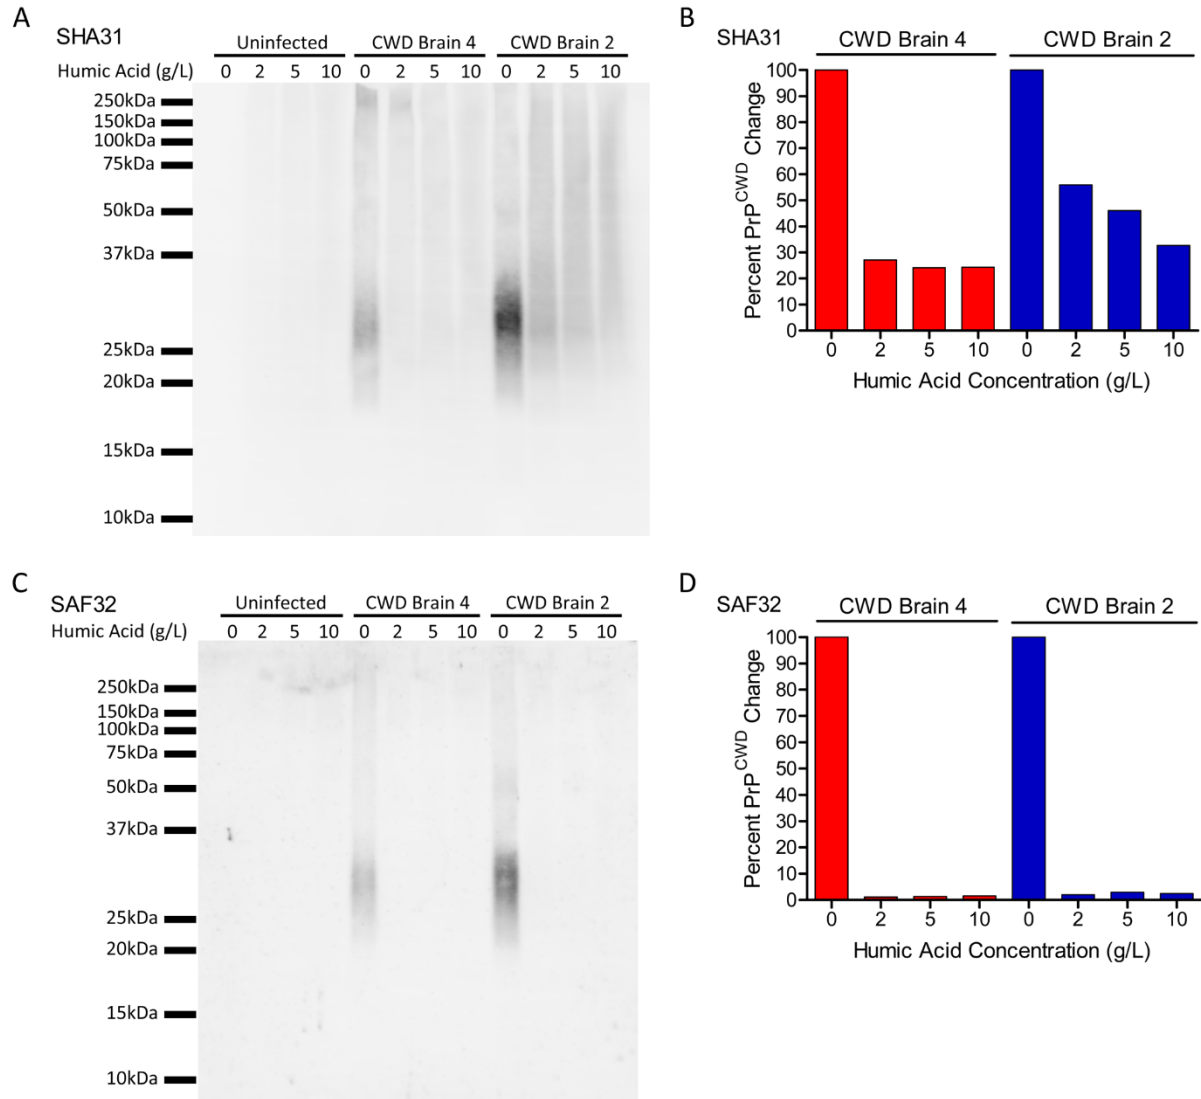 A
SHA31
Uninfected CWD Brain 4 CWD Brain 2
Humic Acid (g/L) 0 2 5 10 0 2 5 10 0 2 5 10
250kDa
150kDa
100kDa
75kDa
50kDa
37kDa
25kDa
20kDa
15kDa
10kDa
B
SHA31
CWD Brain 4 CWD Brain 2
Percent PrP^CWD Change
100
90
80
70
60
50
40
30
20
10
0
0 2 5 10 0 2 5 10
Humic Acid Concentration (g/L)
C
SAF32
Uninfected CWD Brain 4 CWD Brain 2
Humic Acid (g/L) 0 2 5 10 0 2 5 10 0 2 5 10
250kDa
150kDa
100kDa
75kDa
50kDa
37kDa
25kDa
20kDa
15kDa
10kDa
D
SAF32
CWD Brain 4 CWD Brain 2
Percent PrP^CWD Change
100
90
80
70
60
50
40
30
20
10
0
0 2 5 10 0 2 5 10
Humic Acid Concentration (g/L)